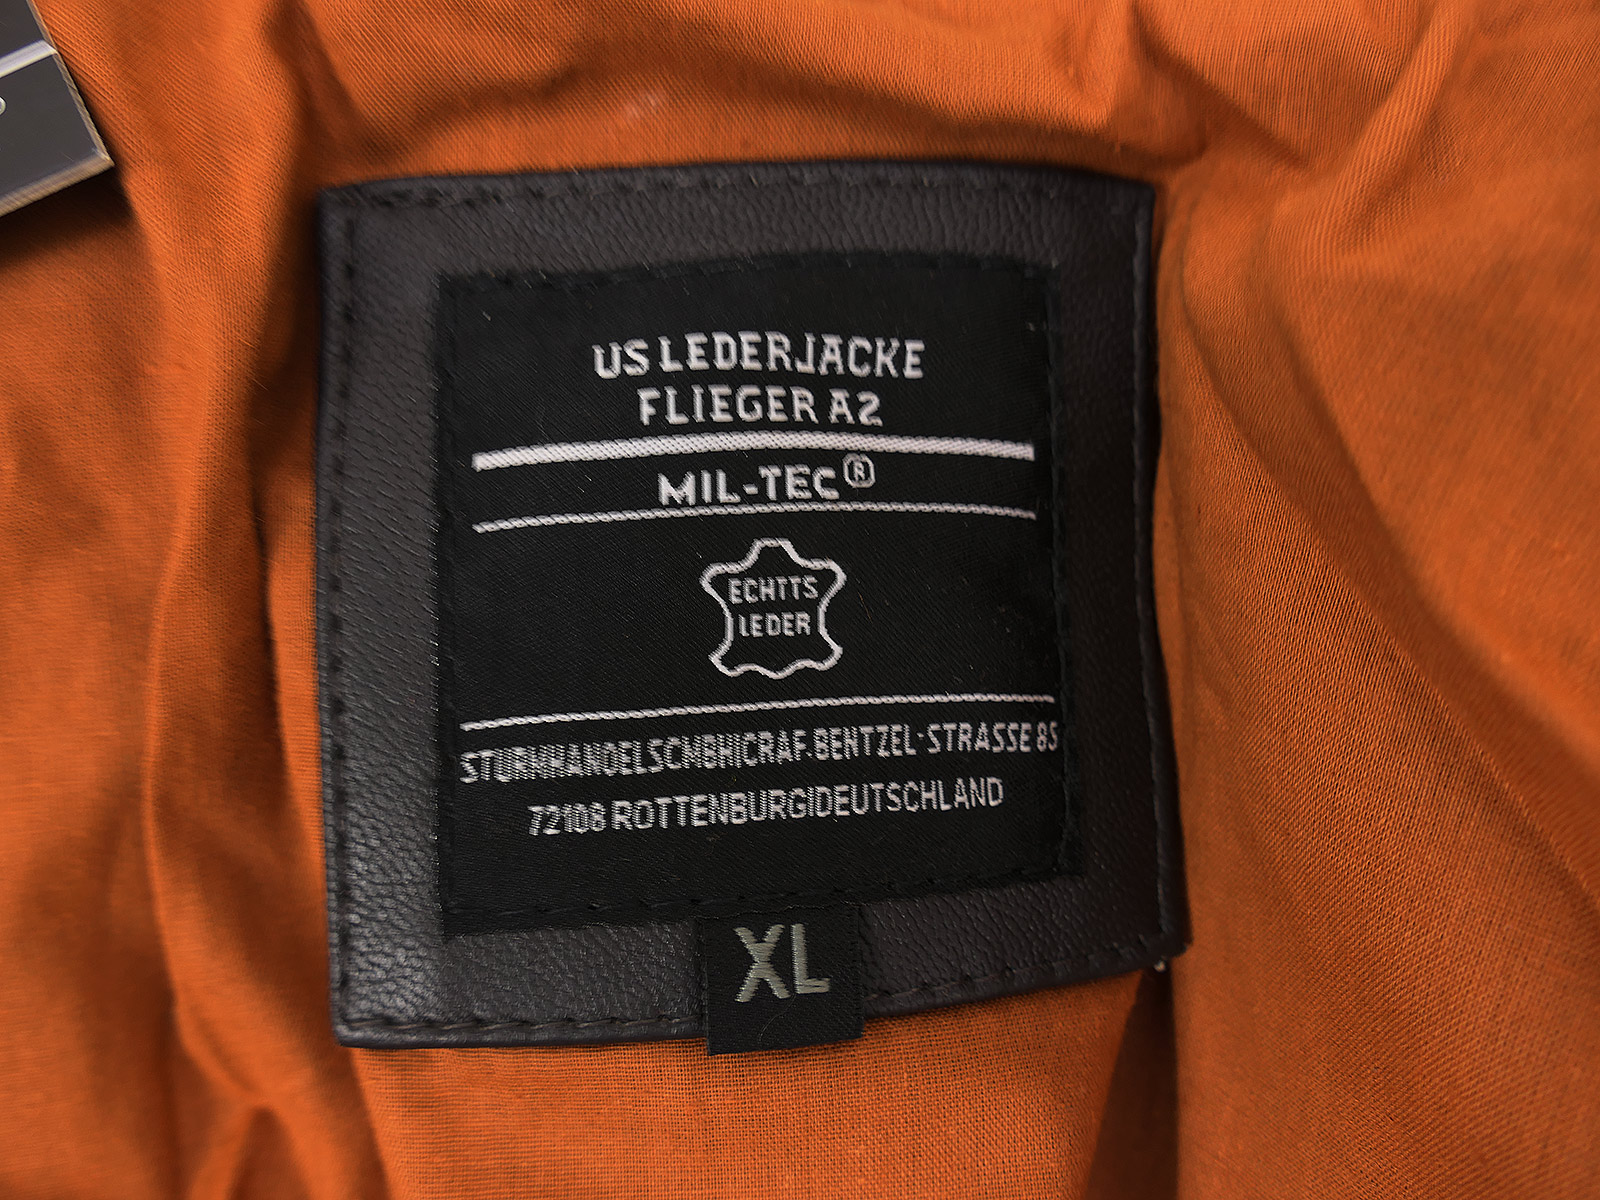 US LEDERJACKE
FLIEGER A2
MIL-TEC®
ECHTTS
LEDER
STURMHANDELSCMBHICRAF.BENTZEL-STRASSE 85
72108 ROTTENBURGIDEUTSCHLAND
XL